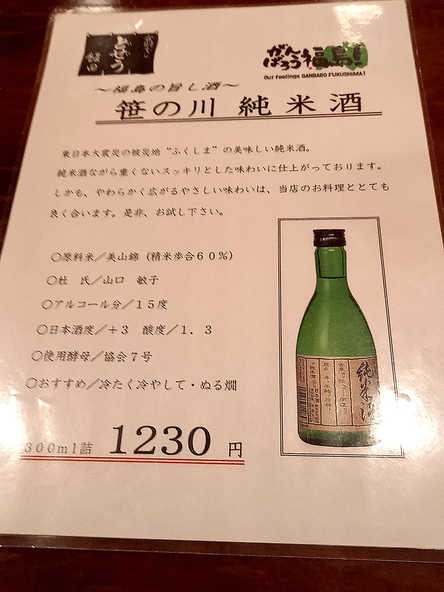 がんばろう福島!
Our feelings GANBARO FUKUSHIMA!
～福島の旨し酒～
笹の川 純米酒
東日本大震災の被災地“ふくしま”の美味しい純米酒。
純米酒ながら重くないスッキリとした味わいに仕上がっております。
しかも、やわらかく広がるやさしい味わいは、当店のお料理ととても
良く合います。是非、お試し下さい。
○原料米／美山錦（精米歩合６０％）
○杜　氏／山口　敏子
○アルコール分／１５度
○日本酒度／＋３　酸度／１．３
○使用酵母／協会７号
○おすすめ／冷たく冷やして・ぬる燗
300ml詰 1230 円
純米酒